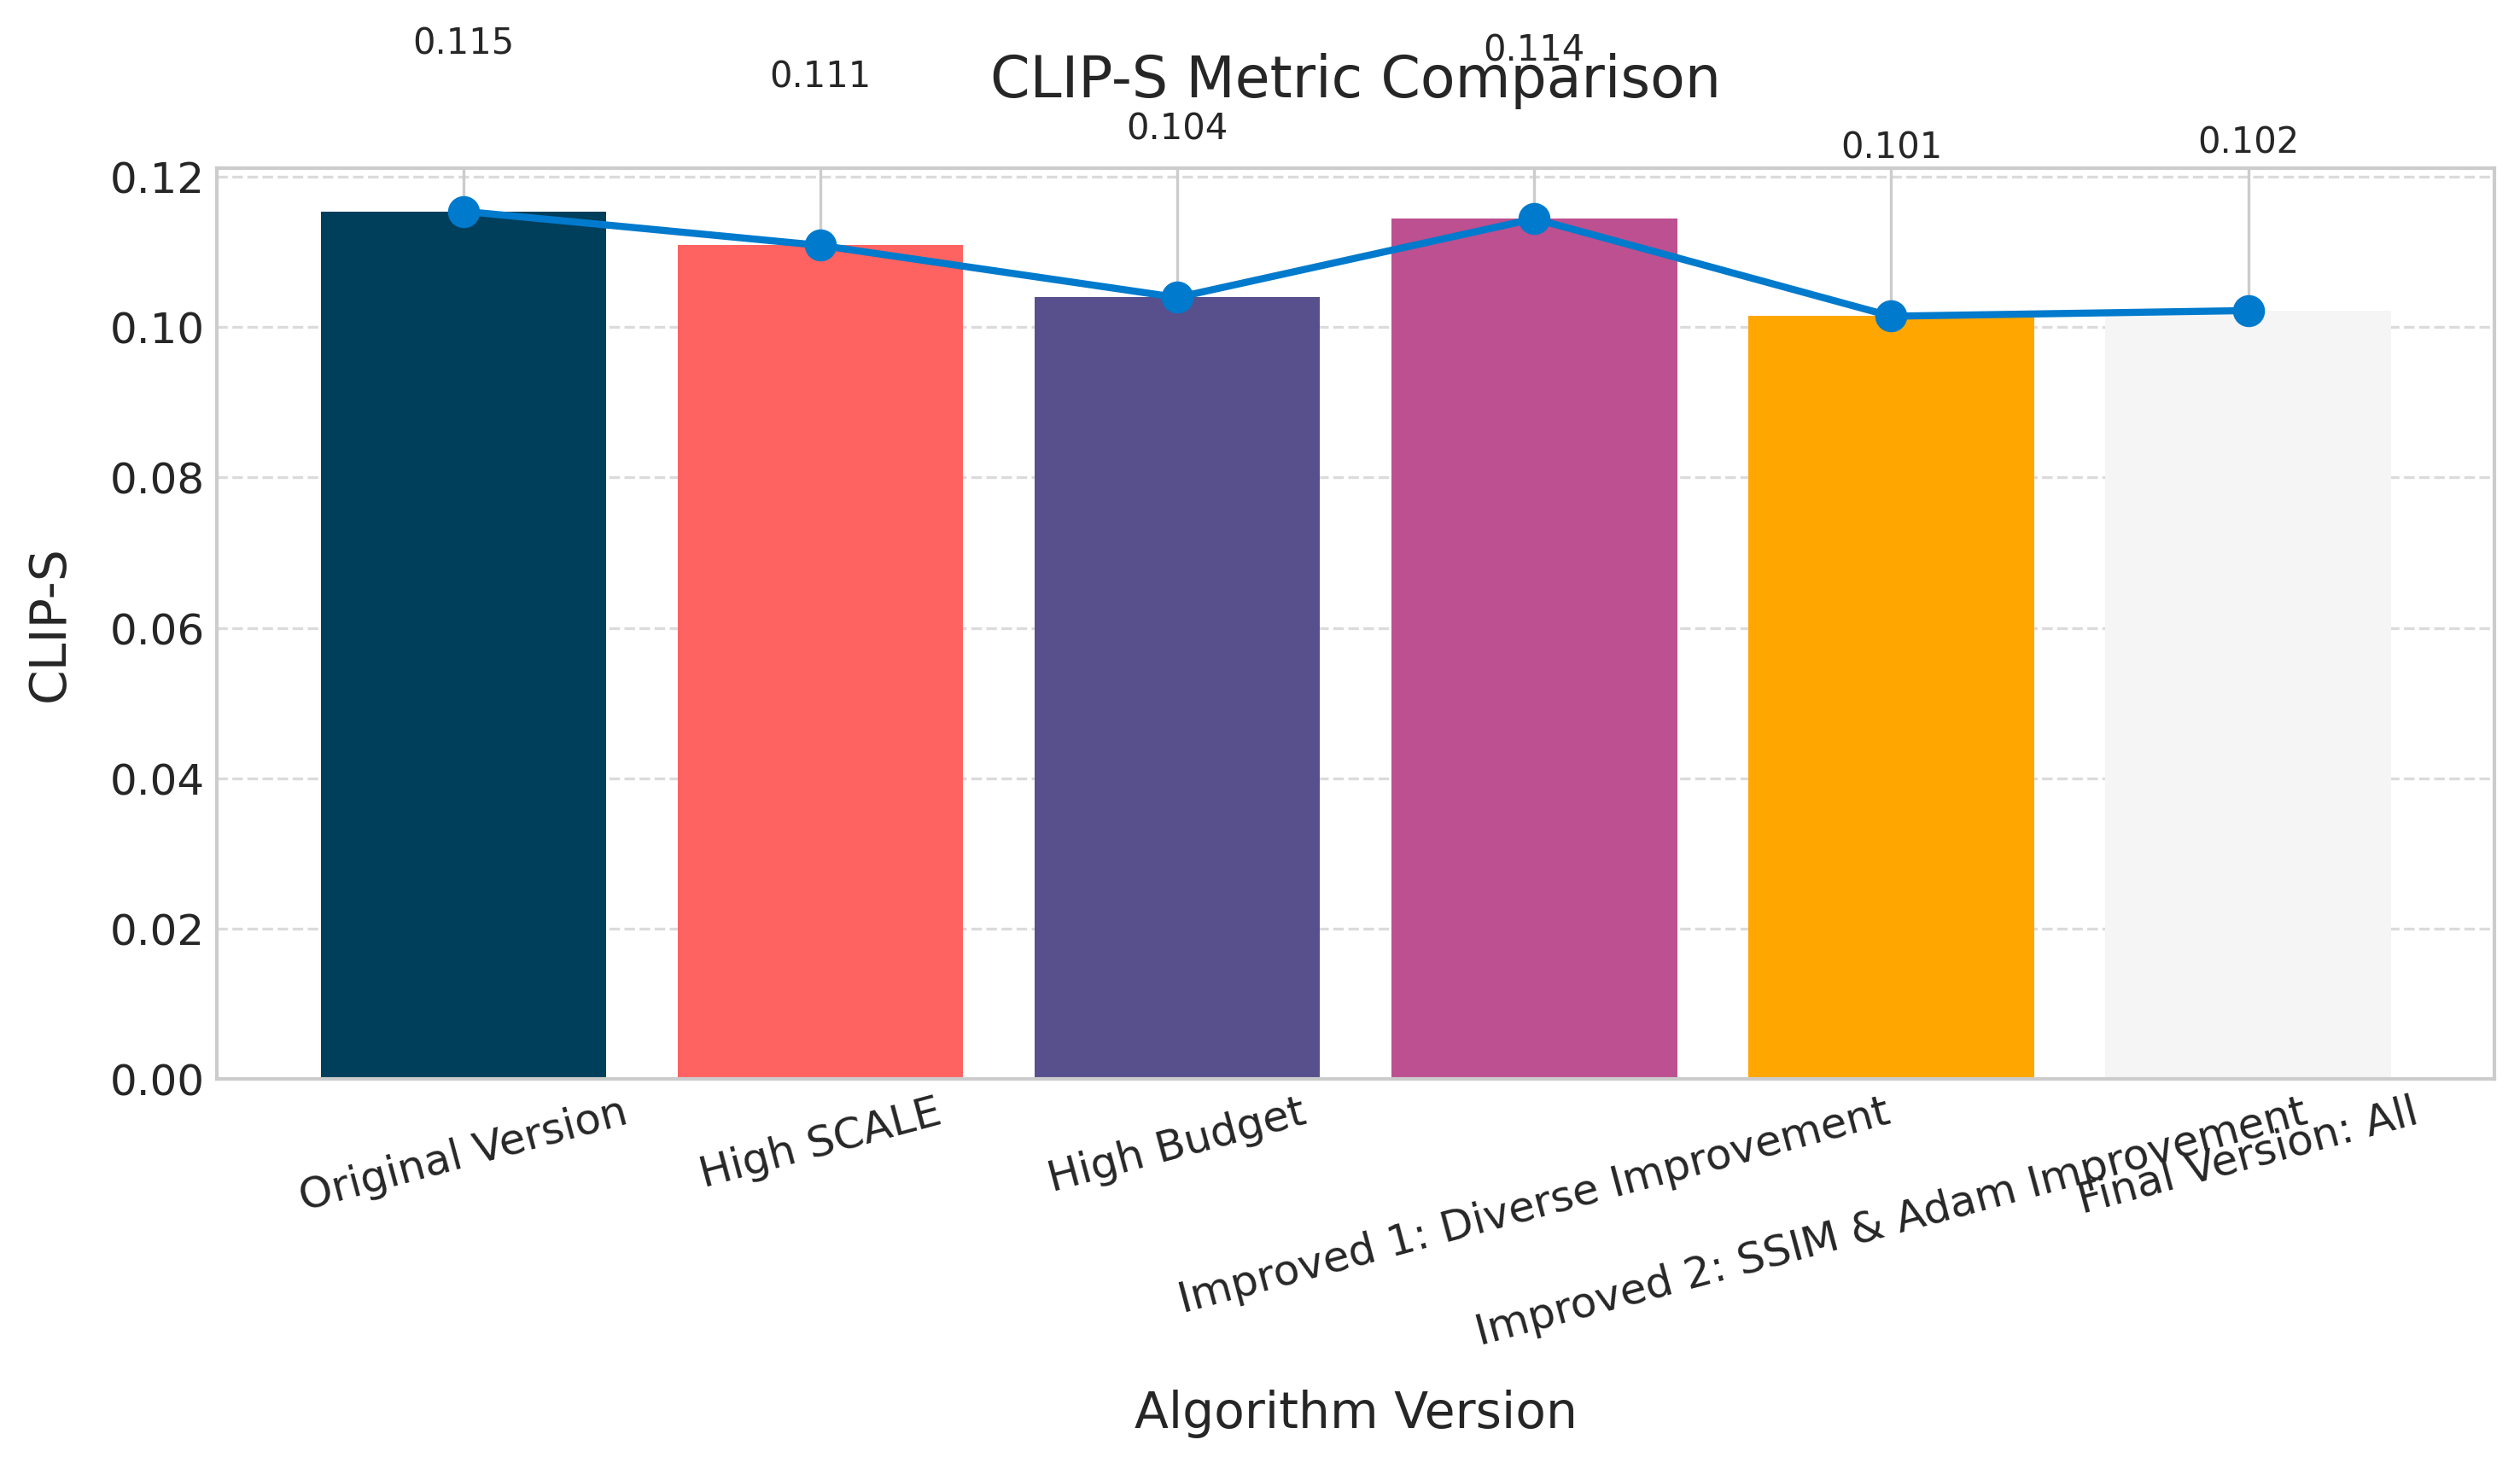 CLIP-S Metric Comparison
0.115
0.111
0.104
0.114
0.101
0.102
CLIP-S
0.12
0.10
0.08
0.06
0.04
0.02
0.00
Original Version
High SCALE
High Budget
Improved 1: Diverse Improvement
Improved 2: SSIM & Adam Improvement
Final Version: All
Algorithm Version